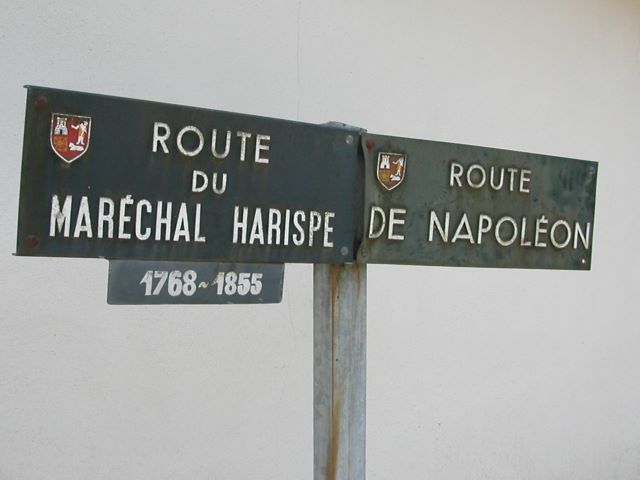 ROUTE
DU
MARÉCHAL HARISPE
1768~1855
ROUTE
DE NAPOLÉON